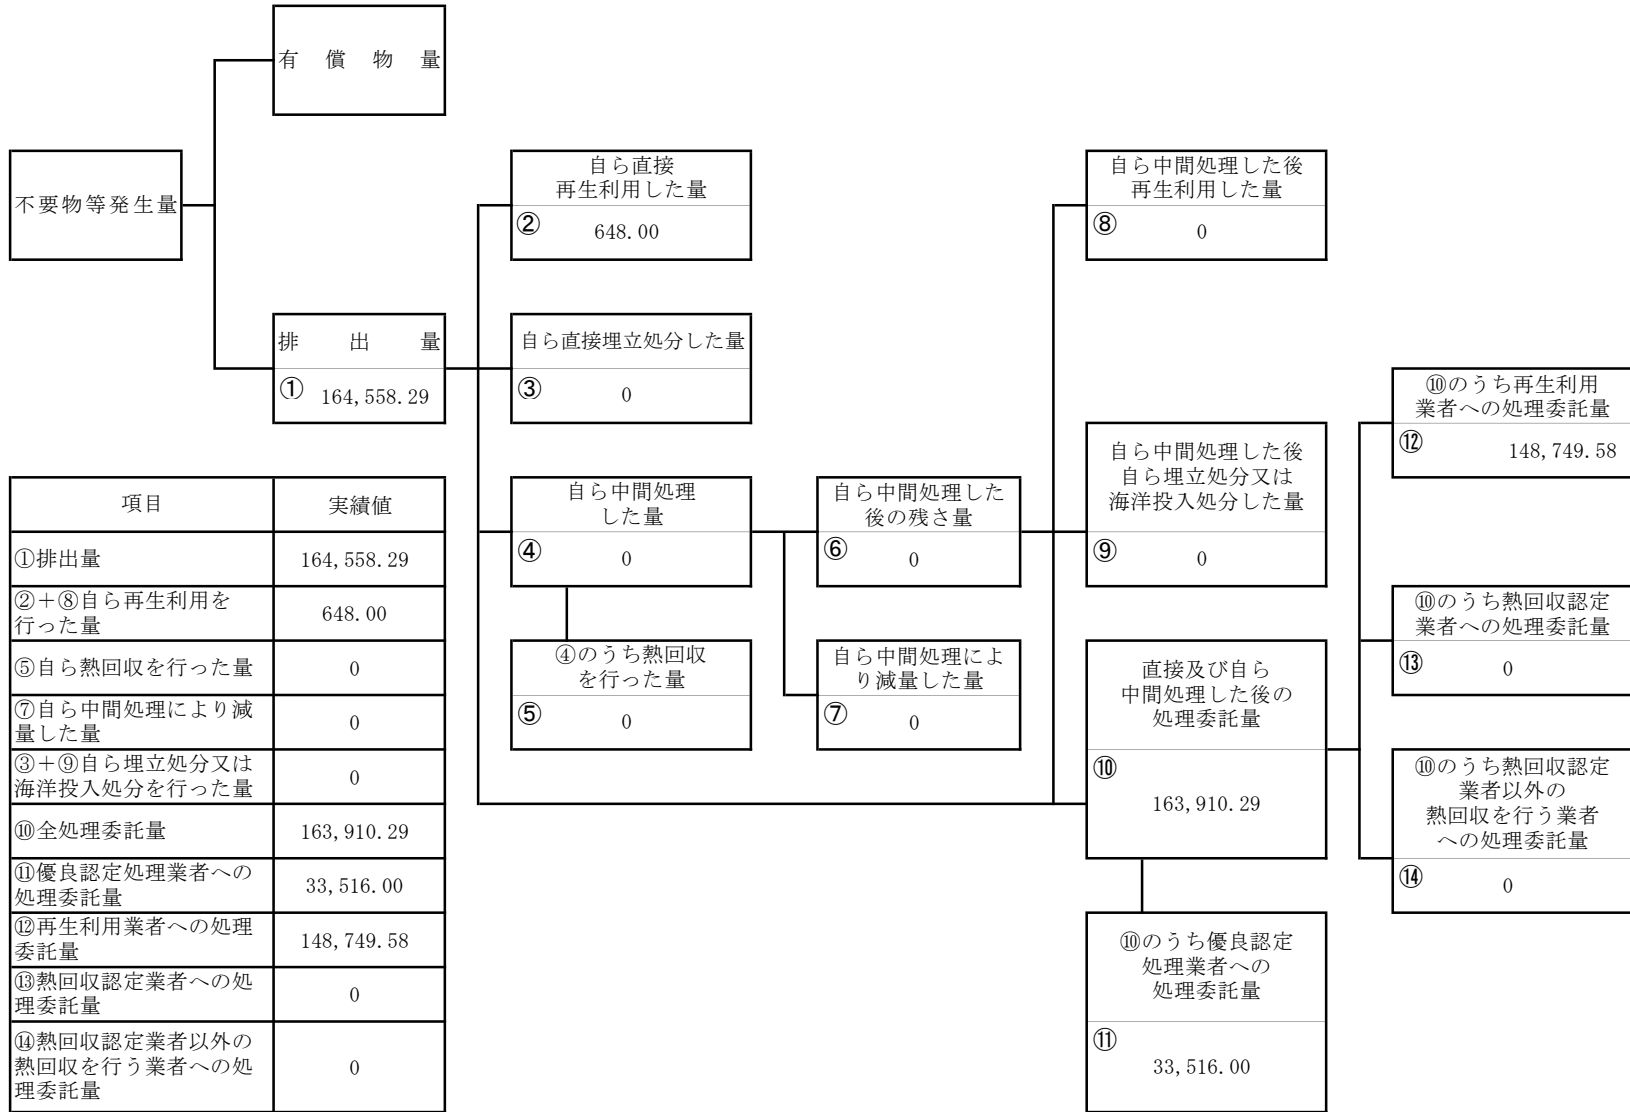 有償物量
不要物等発生量
排出量
① 164,558.29
自ら直接
再生利用した量
② 648.00
自ら直接埋立処分した量
③ 0
自ら中間処理
した量
④ 0
④のうち熱回収
を行った量
⑤ 0
自ら中間処理した
後の残さ量
⑥ 0
自ら中間処理によ
り減量した量
⑦ 0
自ら中間処理した後
再生利用した量
⑧ 0
自ら中間処理した後
自ら埋立処分又は
海洋投入処分した量
⑨ 0
直接及び自ら
中間処理した後の
処理委託量
⑩
163,910.29
⑩のうち優良認定
処理業者への
処理委託量
⑪
33,516.00
⑩のうち再生利用
業者への処理委託量
⑫ 148,749.58
⑩のうち熱回収認定
業者への処理委託量
⑬ 0
⑩のうち熱回収認定
業者以外の
熱回収を行う業者
への処理委託量
⑭ 0
項目 実績値
①排出量 164,558.29
②＋⑧自ら再生利用を
行った量 648.00
⑤自ら熱回収を行った量 0
⑦自ら中間処理により減
量した量 0
③＋⑨自ら埋立処分又は
海洋投入処分を行った量 0
⑩全処理委託量 163,910.29
⑪優良認定処理業者への
処理委託量 33,516.00
⑫再生利用業者への処理
委託量 148,749.58
⑬熱回収認定業者への処
理委託量 0
⑭熱回収認定業者以外の
熱回収を行う業者への処
理委託量 0